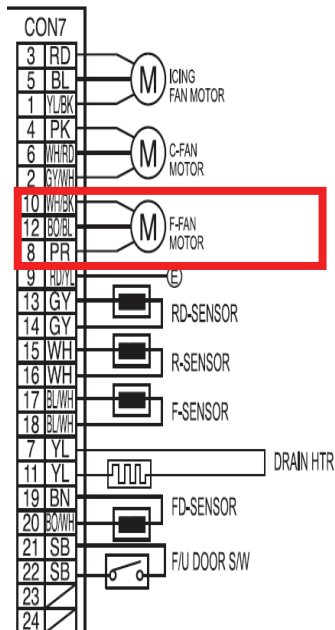 CON7
3 RD
5 BL
1 YL/BK
M
ICING
FAN MOTOR
4 PK
6 WH/RD
2 GY/WH
M
C-FAN
MOTOR
10 WH/BK
12 BO/BL
8 PR
M
F-FAN
MOTOR
9 RD/YL
E
13 GY
14 GY
RD-SENSOR
15 WH
16 WH
R-SENSOR
17 BL/WH
18 BL/WH
F-SENSOR
7 YL
11 YL
DRAIN HTR
19 BN
20 BO/WH
FD-SENSOR
21 SB
22 SB
F/U DOOR S/W
23
24